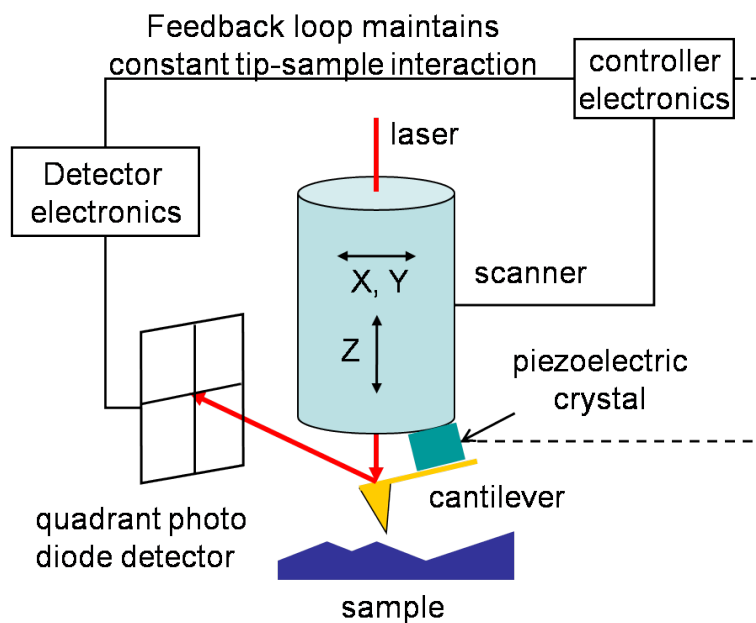 Feedback loop maintains
constant tip-sample interaction
controller
electronics
laser
Detector
electronics
X, Y
scanner
Z
piezoelectric
crystal
cantilever
quadrant photo
diode detector
sample